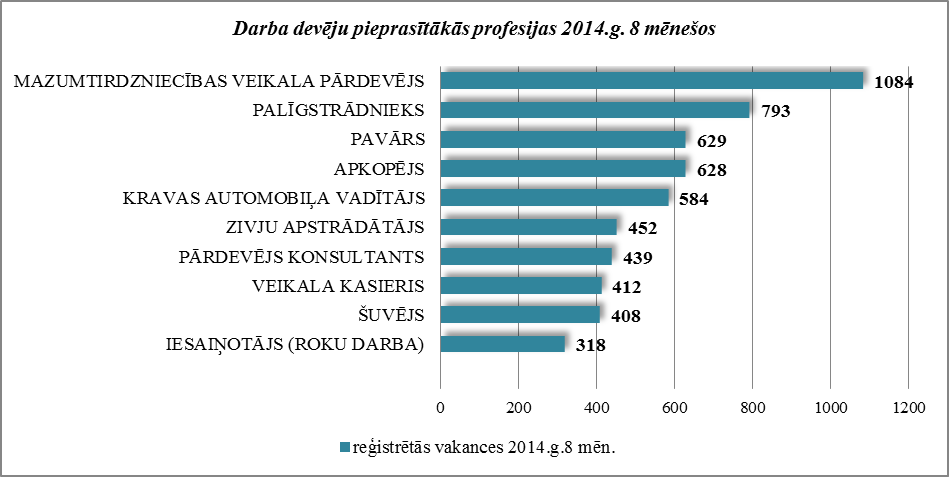 Darba devēju pieprasītākās profesijas 2014.g. 8 mēnešos
MAZUMTIRDZNIECĪBAS VEIKALA PĀRDEVĒJS 1084
PALĪGSTRĀDNIEKS 793
PAVĀRS 629
APKOPĒJS 628
KRAVAS AUTOMOBIĻA VADĪTĀJS 584
ZIVJU APSTRĀDĀTĀJS 452
PĀRDEVĒJS KONSULTANTS 439
VEIKALA KASIERIS 412
ŠUVĒJS 408
IESAIŅOTĀJS (ROKU DARBA) 318
0 200 400 600 800 1000 1200
reģistrētās vakances 2014.g.8 mēn.